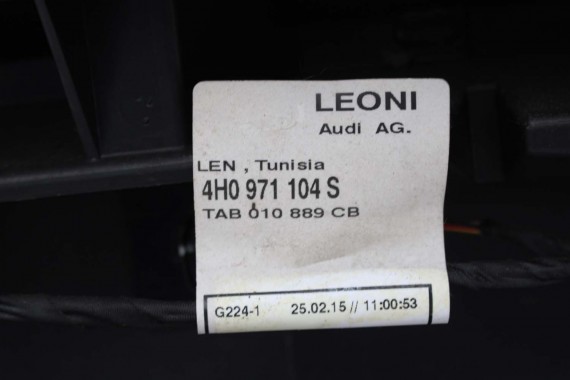 LEONI
Audi AG.
LEN , Tunisia
4H0 971 104 S
TAB 010 889 CB
G224-1 25.02.15 // 11:00:53